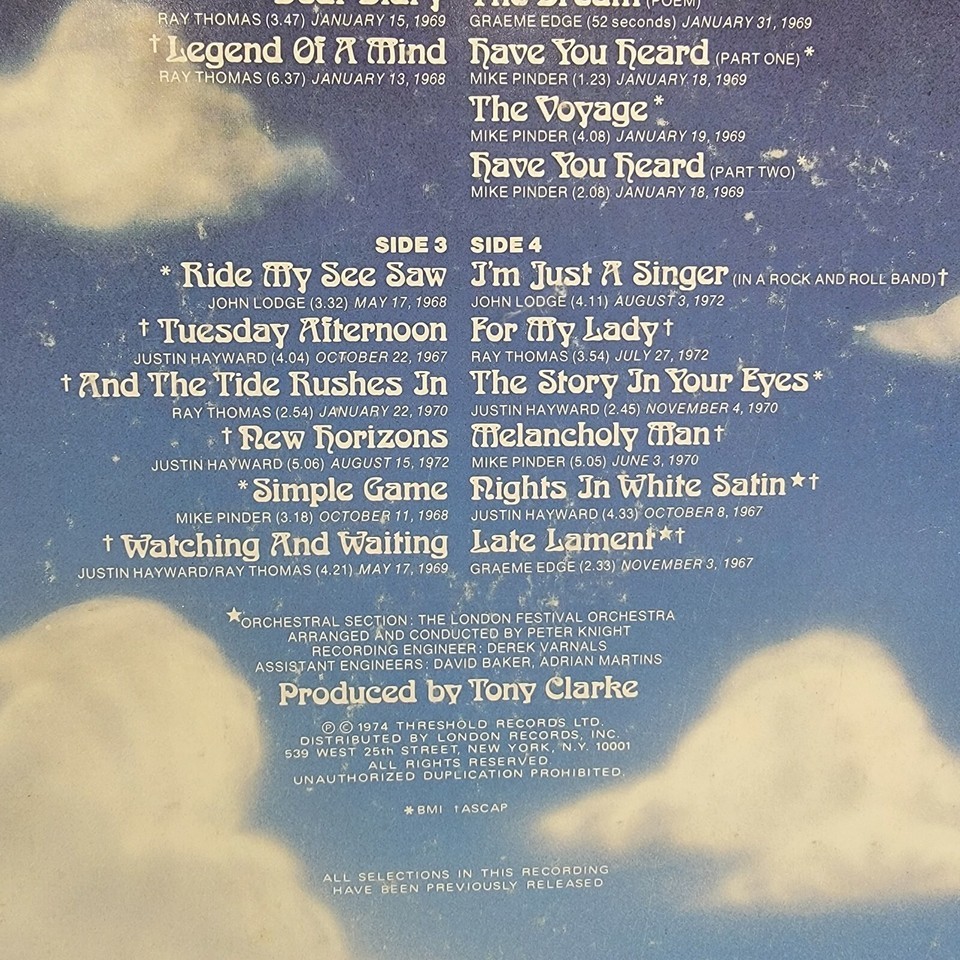 Dear Diary
RAY THOMAS (3.47) JANUARY 15, 1969
† Legend Of A Mind
RAY THOMAS (6.37) JANUARY 13, 1968
The Dream (POEM)
GRAEME EDGE (52 seconds) JANUARY 31, 1969
Have You Heard (PART ONE) *
MIKE PINDER (1.23) JANUARY 18, 1969
The Voyage *
MIKE PINDER (4.08) JANUARY 19, 1969
Have You Heard (PART TWO) *
MIKE PINDER (2.08) JANUARY 18, 1969
SIDE 3
* Ride My See Saw
JOHN LODGE (3.32) MAY 17, 1968
† Tuesday Afternoon
JUSTIN HAYWARD (4.04) OCTOBER 22, 1967
† And The Tide Rushes In
RAY THOMAS (2.54) JANUARY 22, 1970
† New Horizons
JUSTIN HAYWARD (5.06) AUGUST 15, 1972
* Simple Game
MIKE PINDER (3.18) OCTOBER 11, 1968
† Watching And Waiting
JUSTIN HAYWARD/RAY THOMAS (4.21) MAY 17, 1969
SIDE 4
I'm Just A Singer (IN A ROCK AND ROLL BAND) †
JOHN LODGE (4.11) AUGUST 3, 1972
For My Lady †
RAY THOMAS (3.54) JULY 27, 1972
The Story In Your Eyes *
JUSTIN HAYWARD (2.45) NOVEMBER 4, 1970
Melancholy Man †
MIKE PINDER (5.05) JUNE 3, 1970
Nights In White Satin ★†
JUSTIN HAYWARD (4.33) OCTOBER 8, 1967
Late Lament ★†
GRAEME EDGE (2.33) NOVEMBER 3, 1967
★ORCHESTRAL SECTION: THE LONDON FESTIVAL ORCHESTRA
ARRANGED AND CONDUCTED BY PETER KNIGHT
RECORDING ENGINEER: DEREK VARNALS
ASSISTANT ENGINEERS: DAVID BAKER, ADRIAN MARTINS
Produced by Tony Clarke
Ⓟ © 1974 THRESHOLD RECORDS LTD.
DISTRIBUTED BY LONDON RECORDS, INC.
539 WEST 25th STREET, NEW YORK, N.Y. 10001
ALL RIGHTS RESERVED.
UNAUTHORIZED DUPLICATION PROHIBITED.
* BMI † ASCAP
ALL SELECTIONS IN THIS RECORDING
HAVE BEEN PREVIOUSLY RELEASED